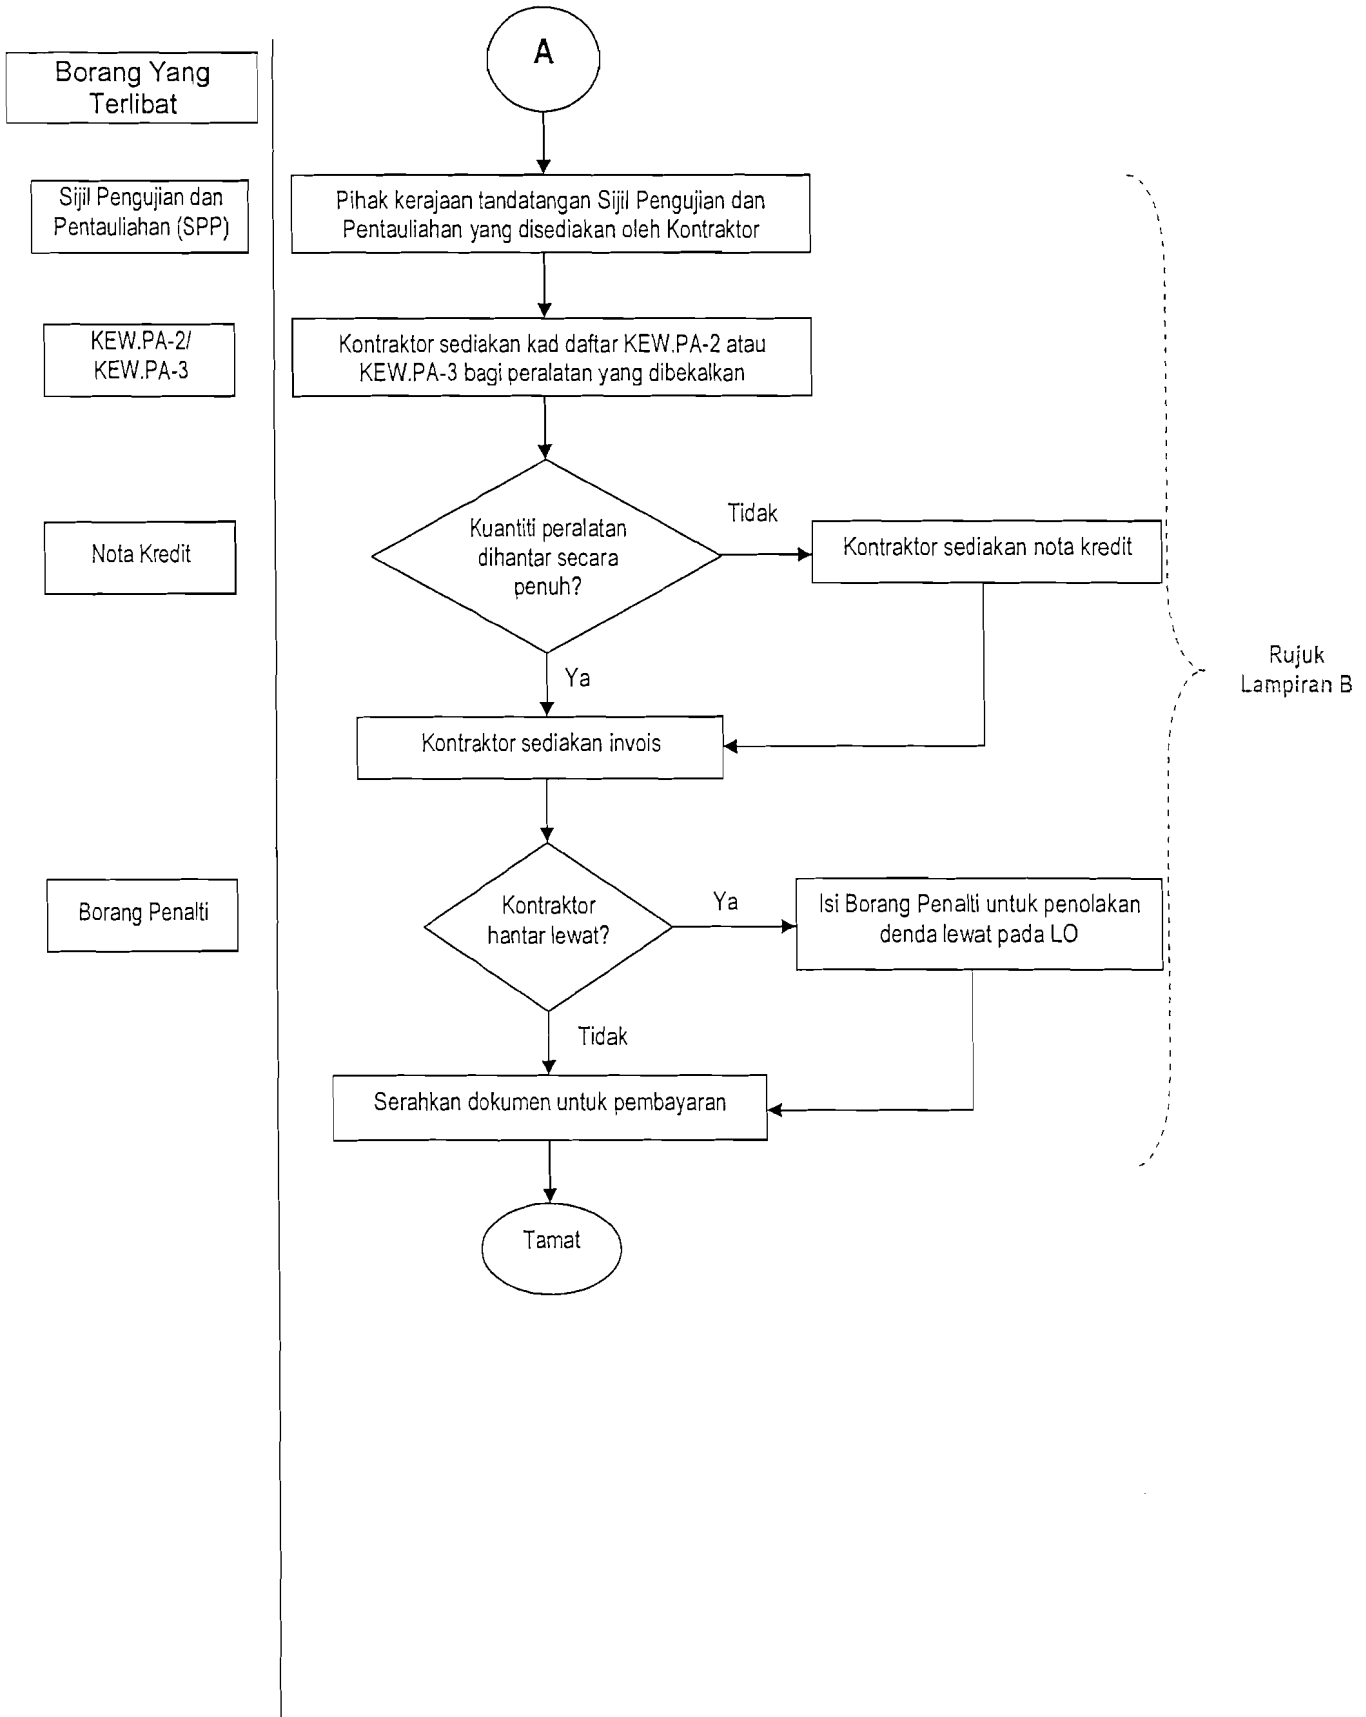 A
Borang Yang
Terlibat
Sijil Pengujian dan
Pentauliahan (SPP)
Pihak kerajaan tandatangan Sijil Pengujian dan
Pentauliahan yang disediakan oleh Kontraktor
KEW.PA-2/
KEW.PA-3
Kontraktor sediakan kad daftar KEW.PA-2 atau
KEW.PA-3 bagi peralatan yang dibekalkan
Nota Kredit
Kuantiti peralatan
dihantar secara
penuh?
Tidak
Kontraktor sediakan nota kredit
Ya
Rujuk
Lampiran B
Kontraktor sediakan invois
Borang Penalti
Kontraktor
hantar lewat?
Ya
Isi Borang Penalti untuk penolakan
denda lewat pada LO
Tidak
Serahkan dokumen untuk pembayaran
Tamat